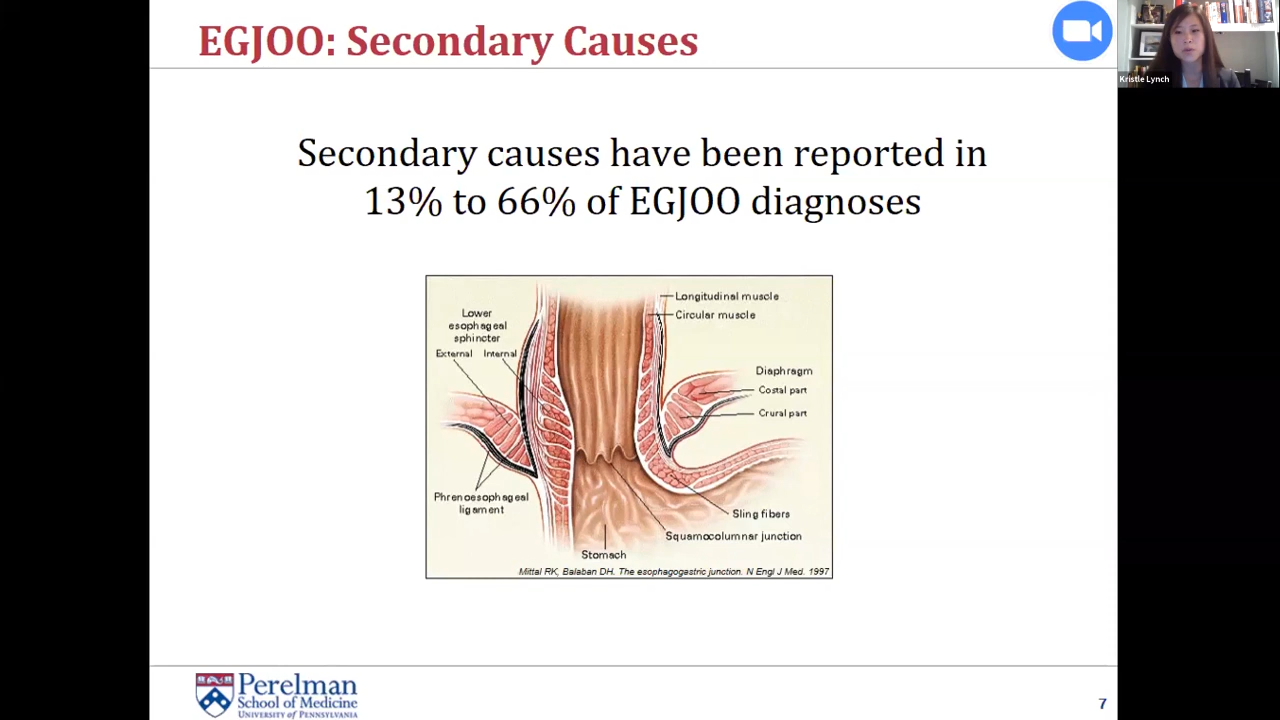 EGJOO: Secondary Causes
Kristle Lynch
Secondary causes have been reported in
13% to 66% of EGJOO diagnoses
Longitudinal muscle
Circular muscle
Lower
esophageal
sphincter
External Internal
Diaphragm
Costal part
Crural part
Phrenoesophageal
ligament
Sling fibers
Squamocolumnar junction
Stomach
Mittal RK, Balaban DH. The esophagogastric junction. N Engl J Med. 1997
Perelman
School of Medicine
UNIVERSITY of PENNSYLVANIA
7